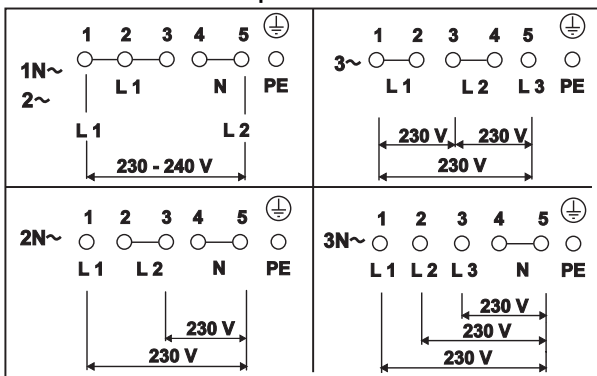 1 2 3 4 5
1N~
2~
L 1 N PE
L 1 L 2
230 - 240 V
1 2 3 4 5
3~
L 1 L 2 L 3 PE
230 V 230 V
230 V
1 2 3 4 5
2N~
L 1 L 2 N PE
230 V
230 V
1 2 3 4 5
3N~
L 1 L 2 L 3 N PE
230 V
230 V
230 V